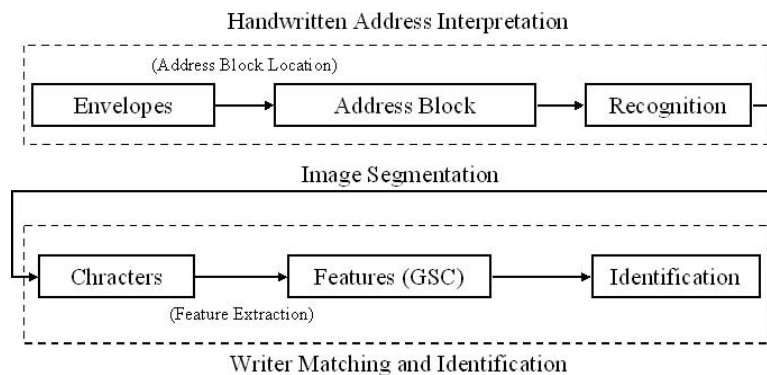 Handwritten Address Interpretation
(Address Block Location)
Envelopes Address Block Recognition
Image Segmentation
Chracters Features (GSC) Identification
(Feature Extraction)
Writer Matching and Identification